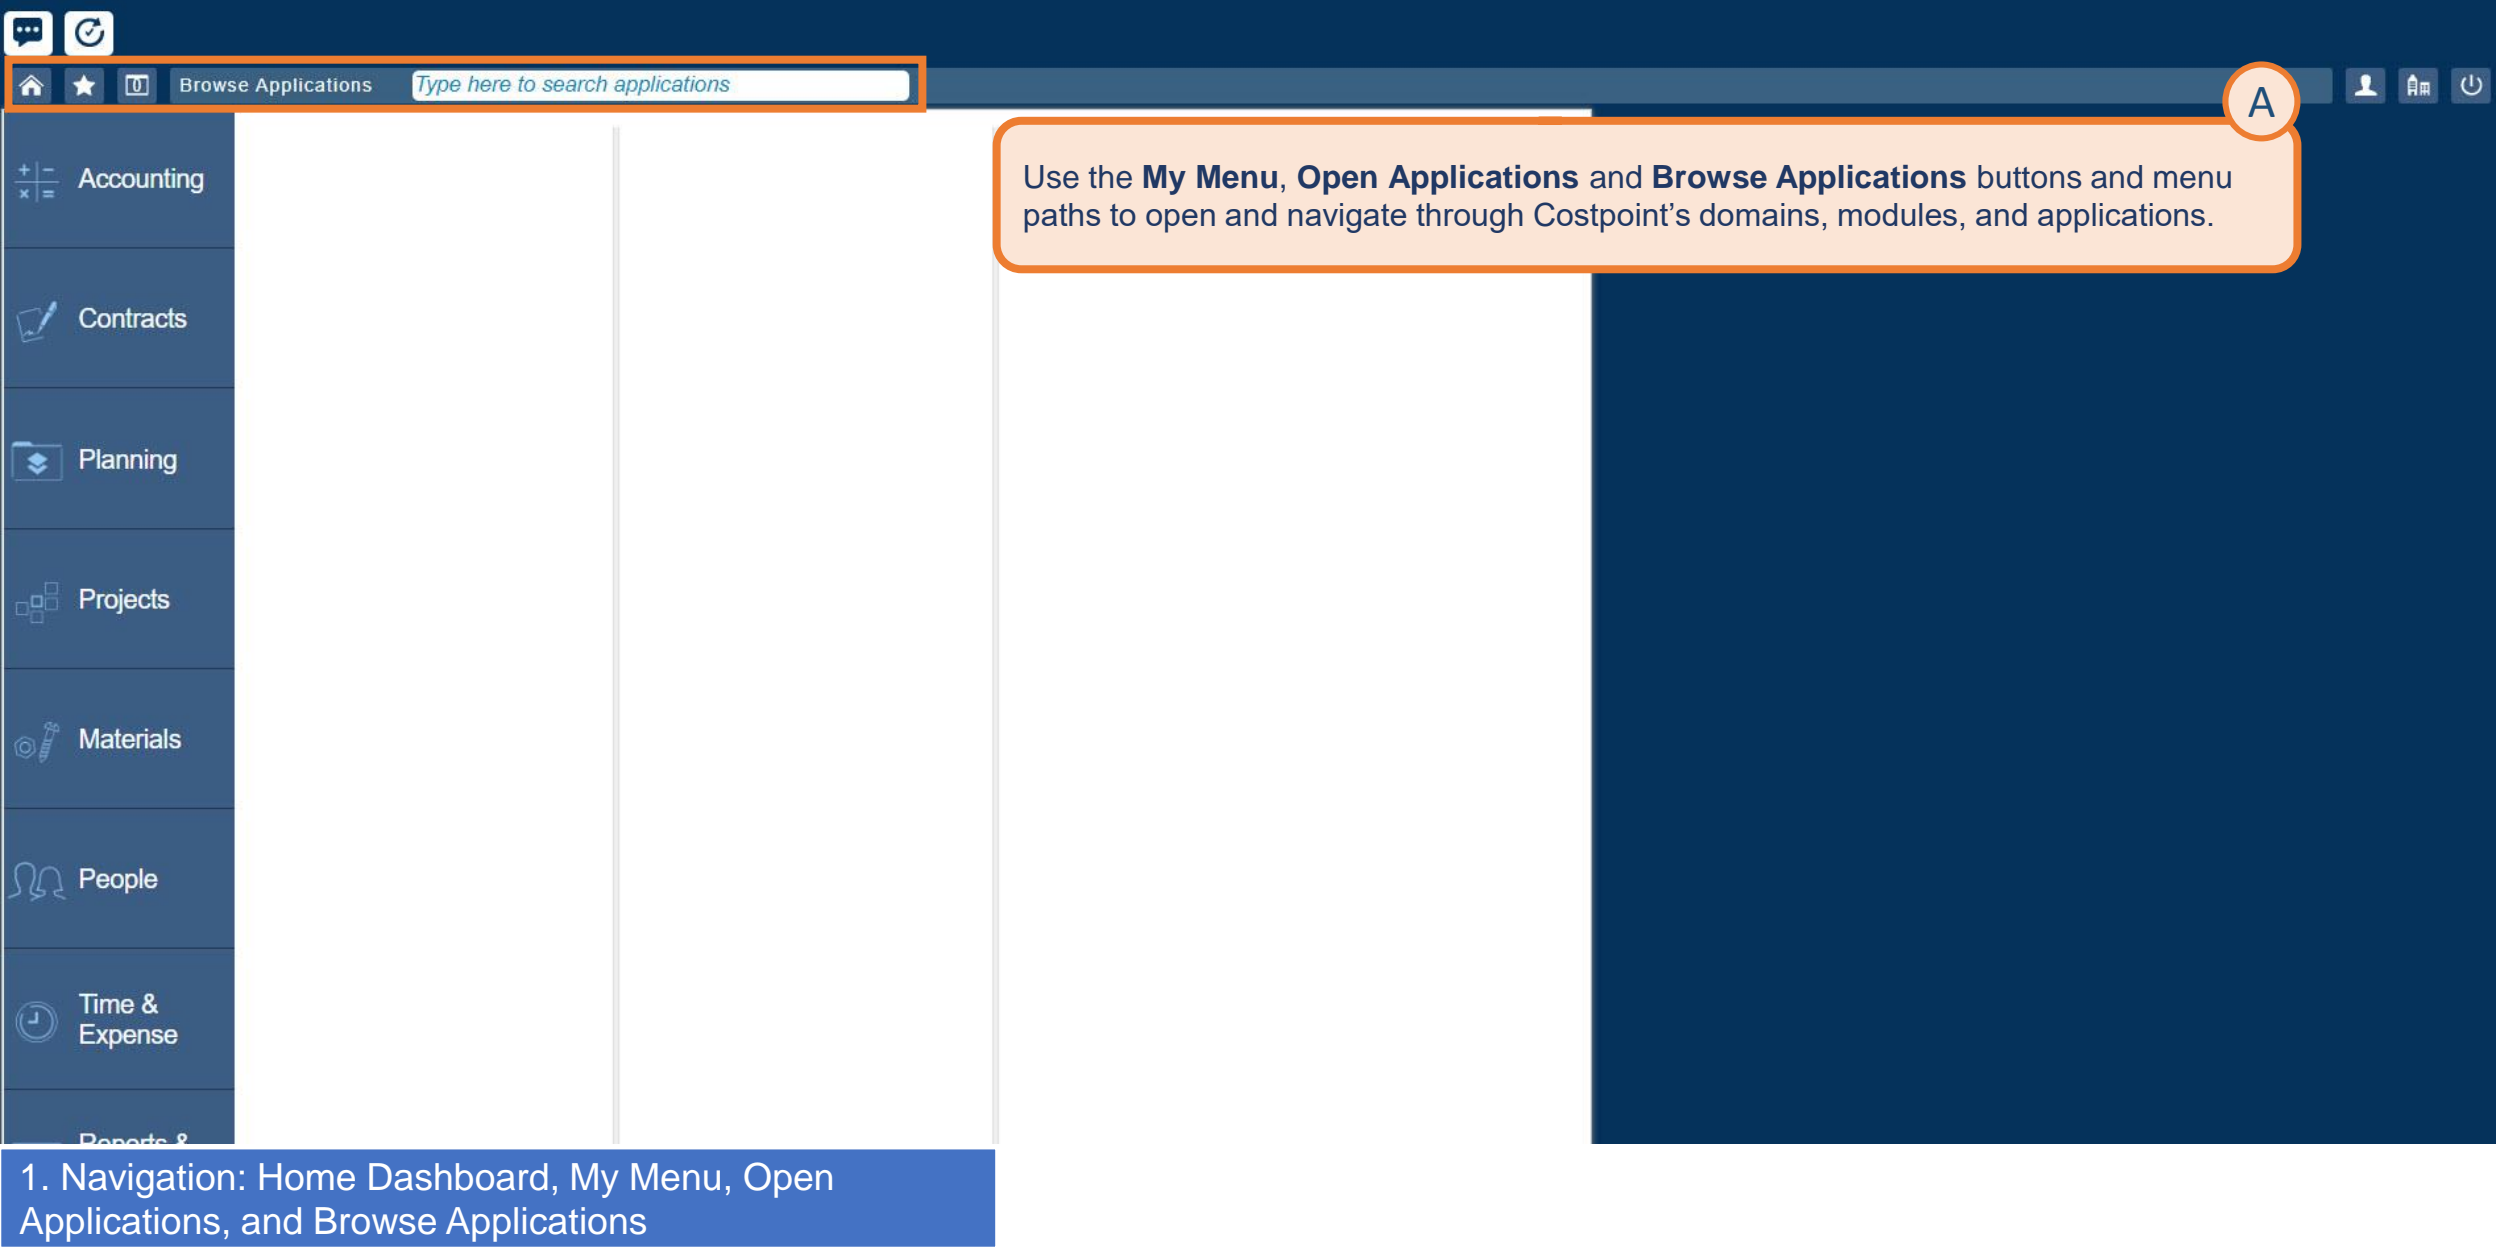 0
Browse Applications
Type here to search applications
A
Use the My Menu, Open Applications and Browse Applications buttons and menu
paths to open and navigate through Costpoint’s domains, modules, and applications.
Accounting
Contracts
Planning
Projects
Materials
People
Time &
Expense
Reports &
1. Navigation: Home Dashboard, My Menu, Open
Applications, and Browse Applications